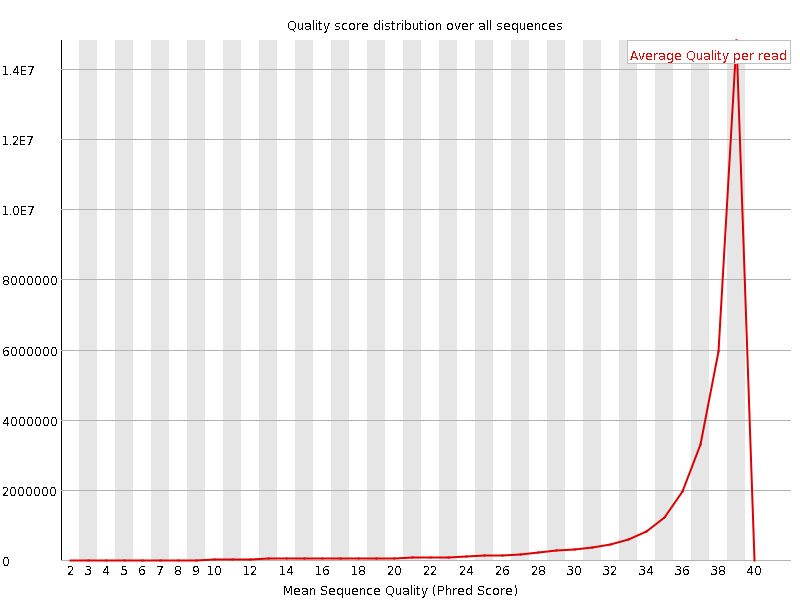 Quality score distribution over all sequences
Average Quality per read
1.4E7
1.2E7
1.0E7
8000000
6000000
4000000
2000000
0
2 3 4 5 6 7 8 9 10 12 14 16 18 20 22 24 26 28 30 32 34 36 38 40
Mean Sequence Quality (Phred Score)